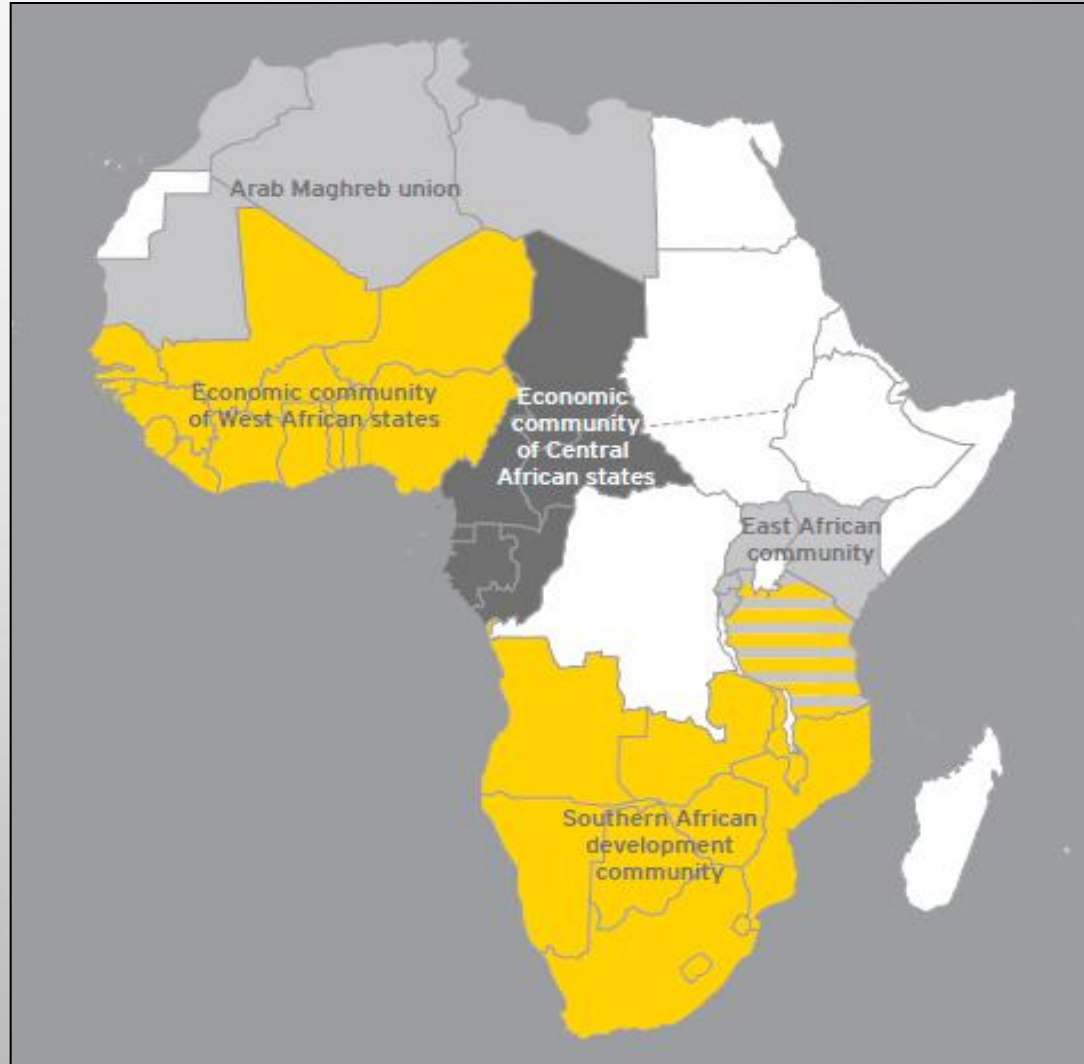 Arab Maghreb union
Economic community
of West African states
Economic
community
of Central
African states
East African
community
Southern African
development
community